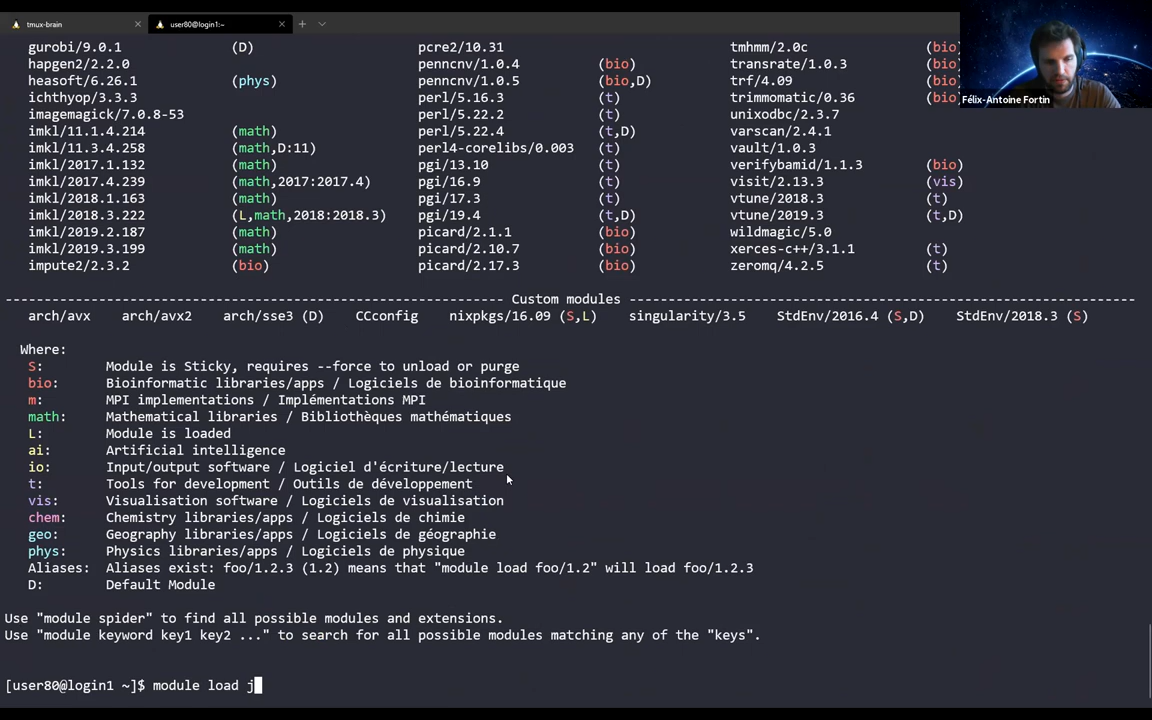 tmux-brain
user80@login1:~
Félix-Antoine Fortin
gurobi/9.0.1 (D) pcre2/10.31 tmhmm/2.0c (bio)
hapgen2/2.2.0 penncnv/1.0.4 (bio) transrate/1.0.3 (bio)
heasoft/6.26.1 (phys) penncnv/1.0.5 (bio,D) trf/4.09 (bio)
ichthyop/3.3.3 perl/5.16.3 (t) trimmomatic/0.36 (bio)
imagemagick/7.0.8-53 perl/5.22.2 (t) unixodbc/2.3.7
imkl/11.1.4.214 (math) perl/5.22.4 (t,D) varscan/2.4.1
imkl/11.3.4.258 (math,D:11) perl4-corelibs/0.003 (t) vault/1.0.3
imkl/2017.1.132 (math) pgi/13.10 (t) verifybamid/1.1.3 (bio)
imkl/2017.4.239 (math,2017:2017.4) pgi/16.9 (t) visit/2.13.3 (vis)
imkl/2018.1.163 (math) pgi/17.3 (t) vtune/2018.3 (t)
imkl/2018.3.222 (L,math,2018:2018.3) pgi/19.4 (t,D) vtune/2019.3 (t,D)
imkl/2019.2.187 (math) picard/2.1.1 (bio) wildmagic/5.0
imkl/2019.3.199 (math) picard/2.10.7 (bio) xerces-c++/3.1.1 (t)
impute2/2.3.2 (bio) picard/2.17.3 (bio) zeromq/4.2.5 (t)
---------------------------------------------------------------- Custom modules ----------------------------------------------------------------
arch/avx arch/avx2 arch/sse3 (D) CCconfig nixpkgs/16.09 (S,L) singularity/3.5 StdEnv/2016.4 (S,D) StdEnv/2018.3 (S)
Where:
S: Module is Sticky, requires --force to unload or purge
bio: Bioinformatic libraries/apps / Logiciels de bioinformatique
m: MPI implementations / Implémentations MPI
math: Mathematical libraries / Bibliothèques mathématiques
L: Module is loaded
ai: Artificial intelligence
io: Input/output software / Logiciel d'écriture/lecture
t: Tools for development / Outils de développement
vis: Visualisation software / Logiciels de visualisation
chem: Chemistry libraries/apps / Logiciels de chimie
geo: Geography libraries/apps / Logiciels de géographie
phys: Physics libraries/apps / Logiciels de physique
Aliases: Aliases exist: foo/1.2.3 (1.2) means that "module load foo/1.2" will load foo/1.2.3
D: Default Module
Use "module spider" to find all possible modules and extensions.
Use "module keyword key1 key2 ..." to search for all possible modules matching any of the "keys".
[user80@login1 ~]$ module load j